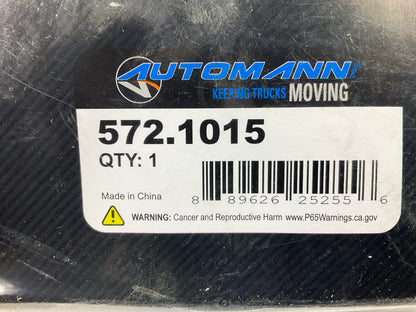 AUTOMANN
KEEPING TRUCKS MOVING
572.1015
QTY: 1
Made in China
8 89626 25255 6
WARNING: Cancer and Reproductive Harm www.P65Warnings.ca.gov